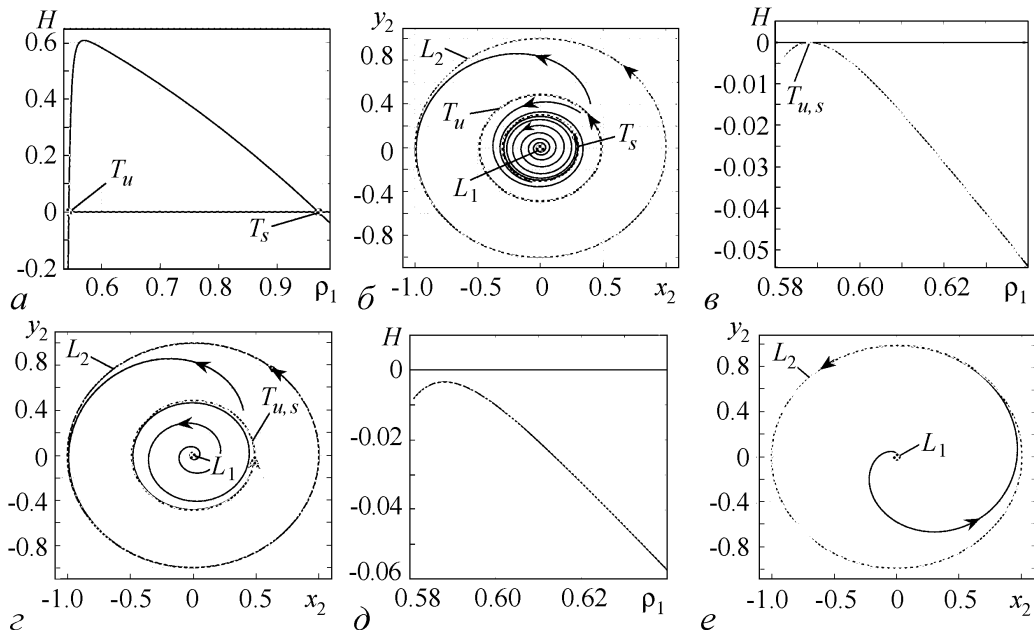 H
0.6
0.4
0.2
0
-0.2
T_u
T_s
0.6 0.7 0.8 0.9 ρ_1
а
y_2
0.8
0.4
0
-0.4
-0.8
L_2
T_u
T_s
L_1
-1.0 -0.5 0 0.5 x_2
б
H
0
-0.01
-0.02
-0.03
-0.04
-0.05
T_{u,s}
0.58 0.60 0.62 ρ_1
в
y_2
0.8
0.4
0
-0.4
-0.8
L_2
T_{u,s}
L_1
-1.0 -0.5 0 0.5 x_2
г
H
0
-0.02
-0.04
-0.06
0.58 0.60 0.62 ρ_1
д
y_2
0.8
0.4
0
-0.4
-0.8
L_2
L_1
-1.0 -0.5 0 0.5 x_2
е